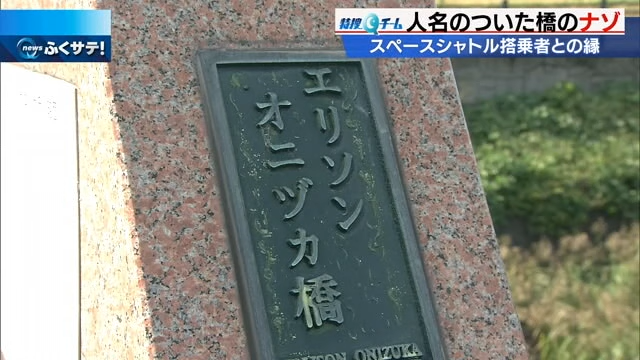 news ふくサテ!
特捜Cチーム 人名のついた橋のナゾ
スペースシャトル搭乗者との縁
エリソン
オニヅカ橋
ONIZUKA